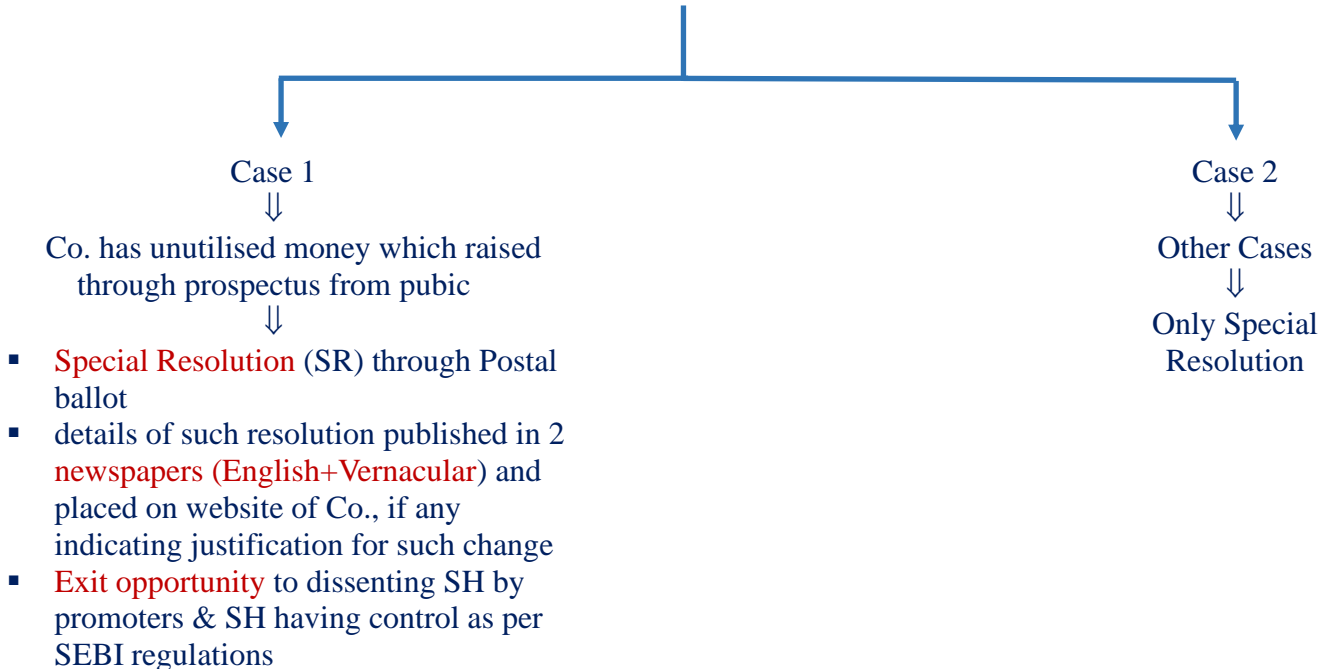 Case 1
⇓
Co. has unutilised money which raised
through prospectus from pubic
⇓
▪ Special Resolution (SR) through Postal
ballot
▪ details of such resolution published in 2
newspapers (English+Vernacular) and
placed on website of Co., if any
indicating justification for such change
▪ Exit opportunity to dissenting SH by
promoters & SH having control as per
SEBI regulations
Case 2
⇓
Other Cases
⇓
Only Special
Resolution